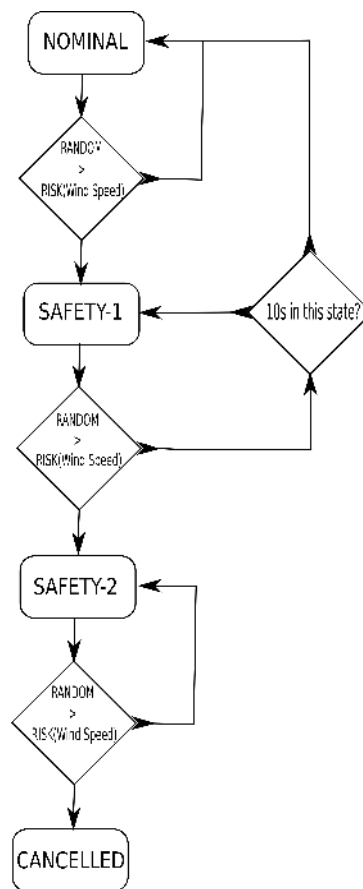 NOMINAL
RANDOM
>
RISK(Wind Speed)
SAFETY-1
10s in this state?
RANDOM
>
RISK(Wind Speed)
SAFETY-2
RANDOM
>
RISK(Wind Speed)
CANCELLED